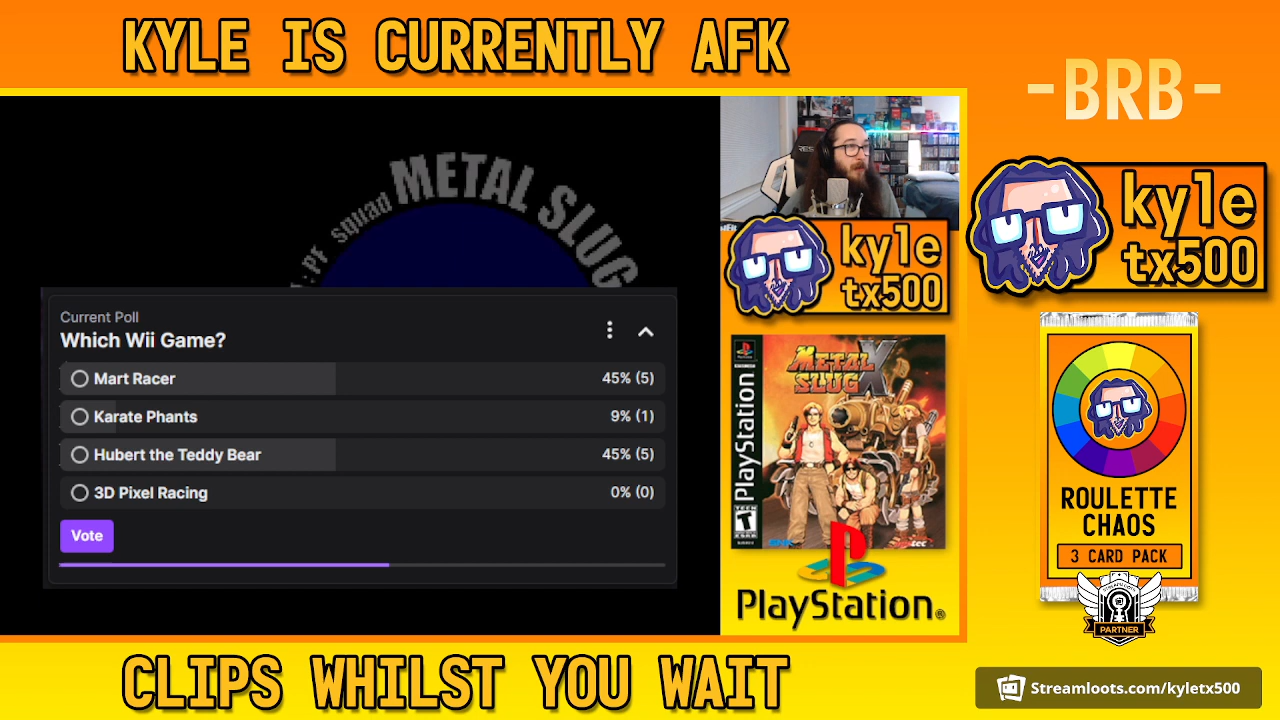 KYLE IS CURRENTLY AFK
-BRB-
kyle
tx500
METAL SLUG
.PF squad
kyle
tx500
Current Poll
Which Wii Game?
Mart Racer 45% (5)
Karate Phants 9% (1)
Hubert the Teddy Bear 45% (5)
3D Pixel Racing 0% (0)
Vote
PlayStation
METAL
SLUG X
PlayStation
ROULETTE
CHAOS
3 CARD PACK
PARTNER
CLIPS WHILST YOU WAIT
Streamloots.com/kyletx500